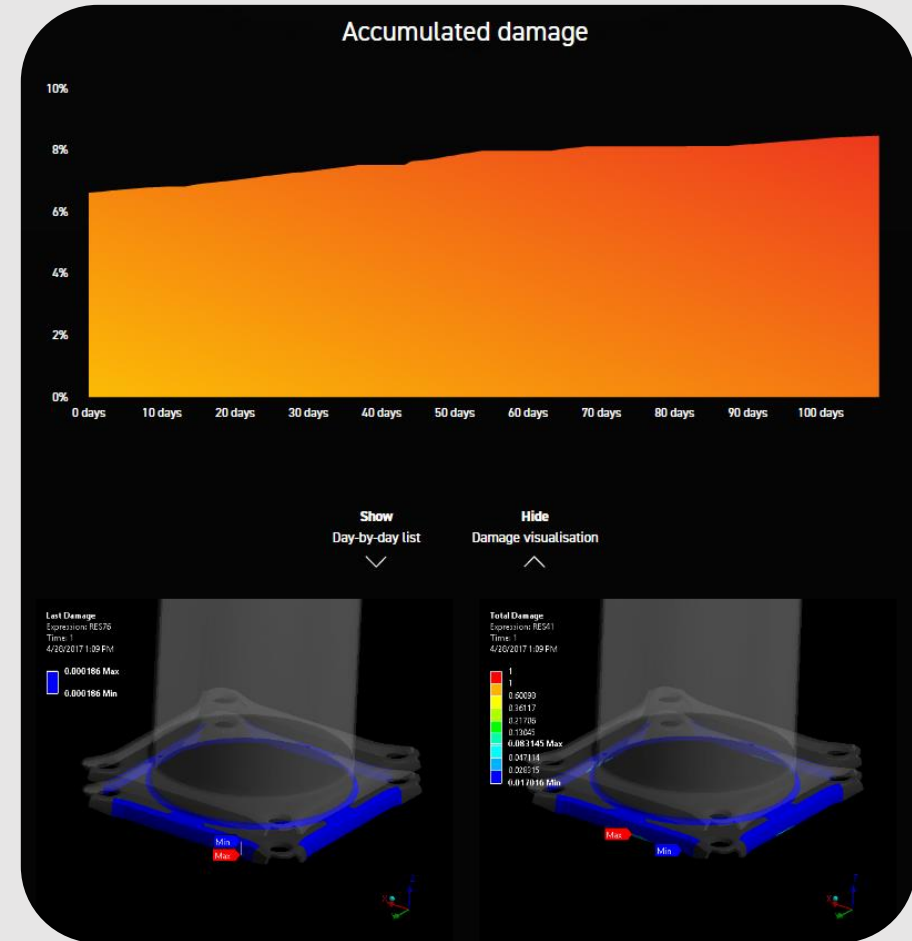 Accumulated damage
10%
8%
6%
4%
2%
0%
0 days 10 days 20 days 30 days 40 days 50 days 60 days 70 days 80 days 90 days 100 days
Show Hide
Day-by-day list Damage visualisation
Last Damage
Expression: RES76
Time: 1
4/20/2017 1:09 PM
0.000166 Max
0.000166 Min
Min
Max
Total Damage
Expression: RES41
Time: 1
4/20/2017 1:09 PM
1
1
0.60093
0.36117
0.21706
0.13045
0.083145 Max
0.047114
0.028315
0.017016 Min
Max
Min